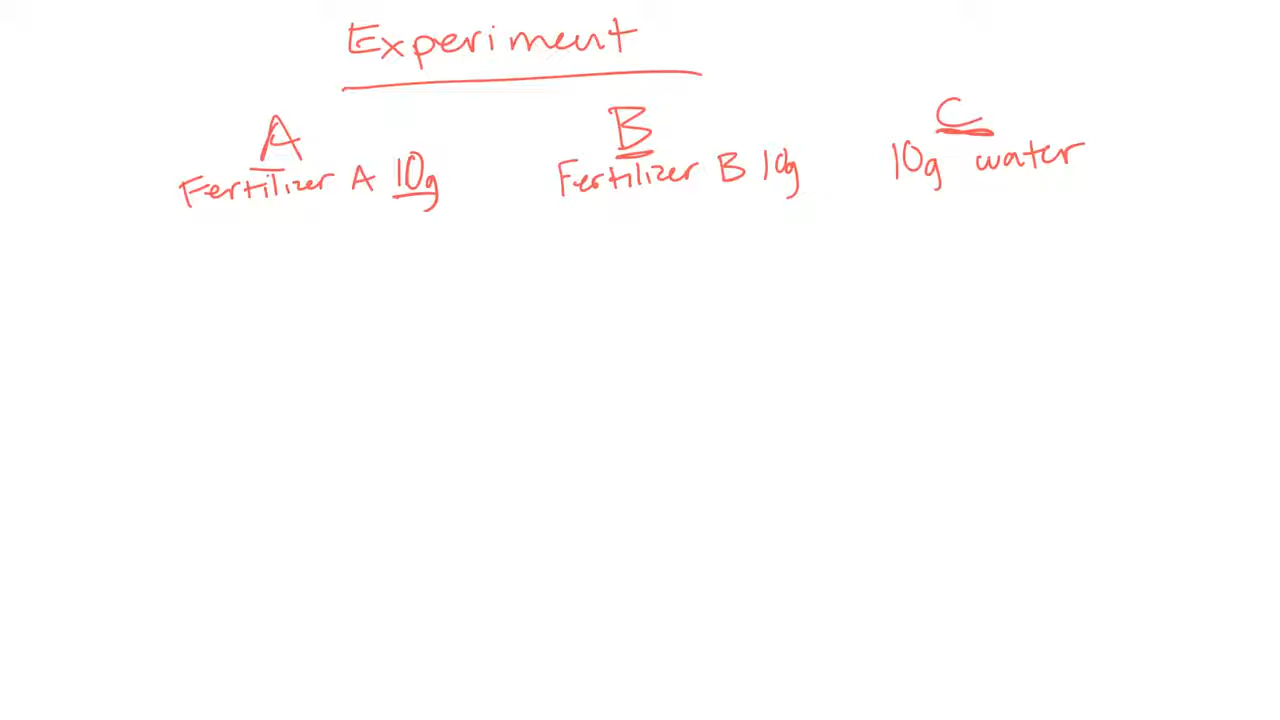 Experiment
A
Fertilizer A 10g
B
Fertilizer B 10g
C
10g water